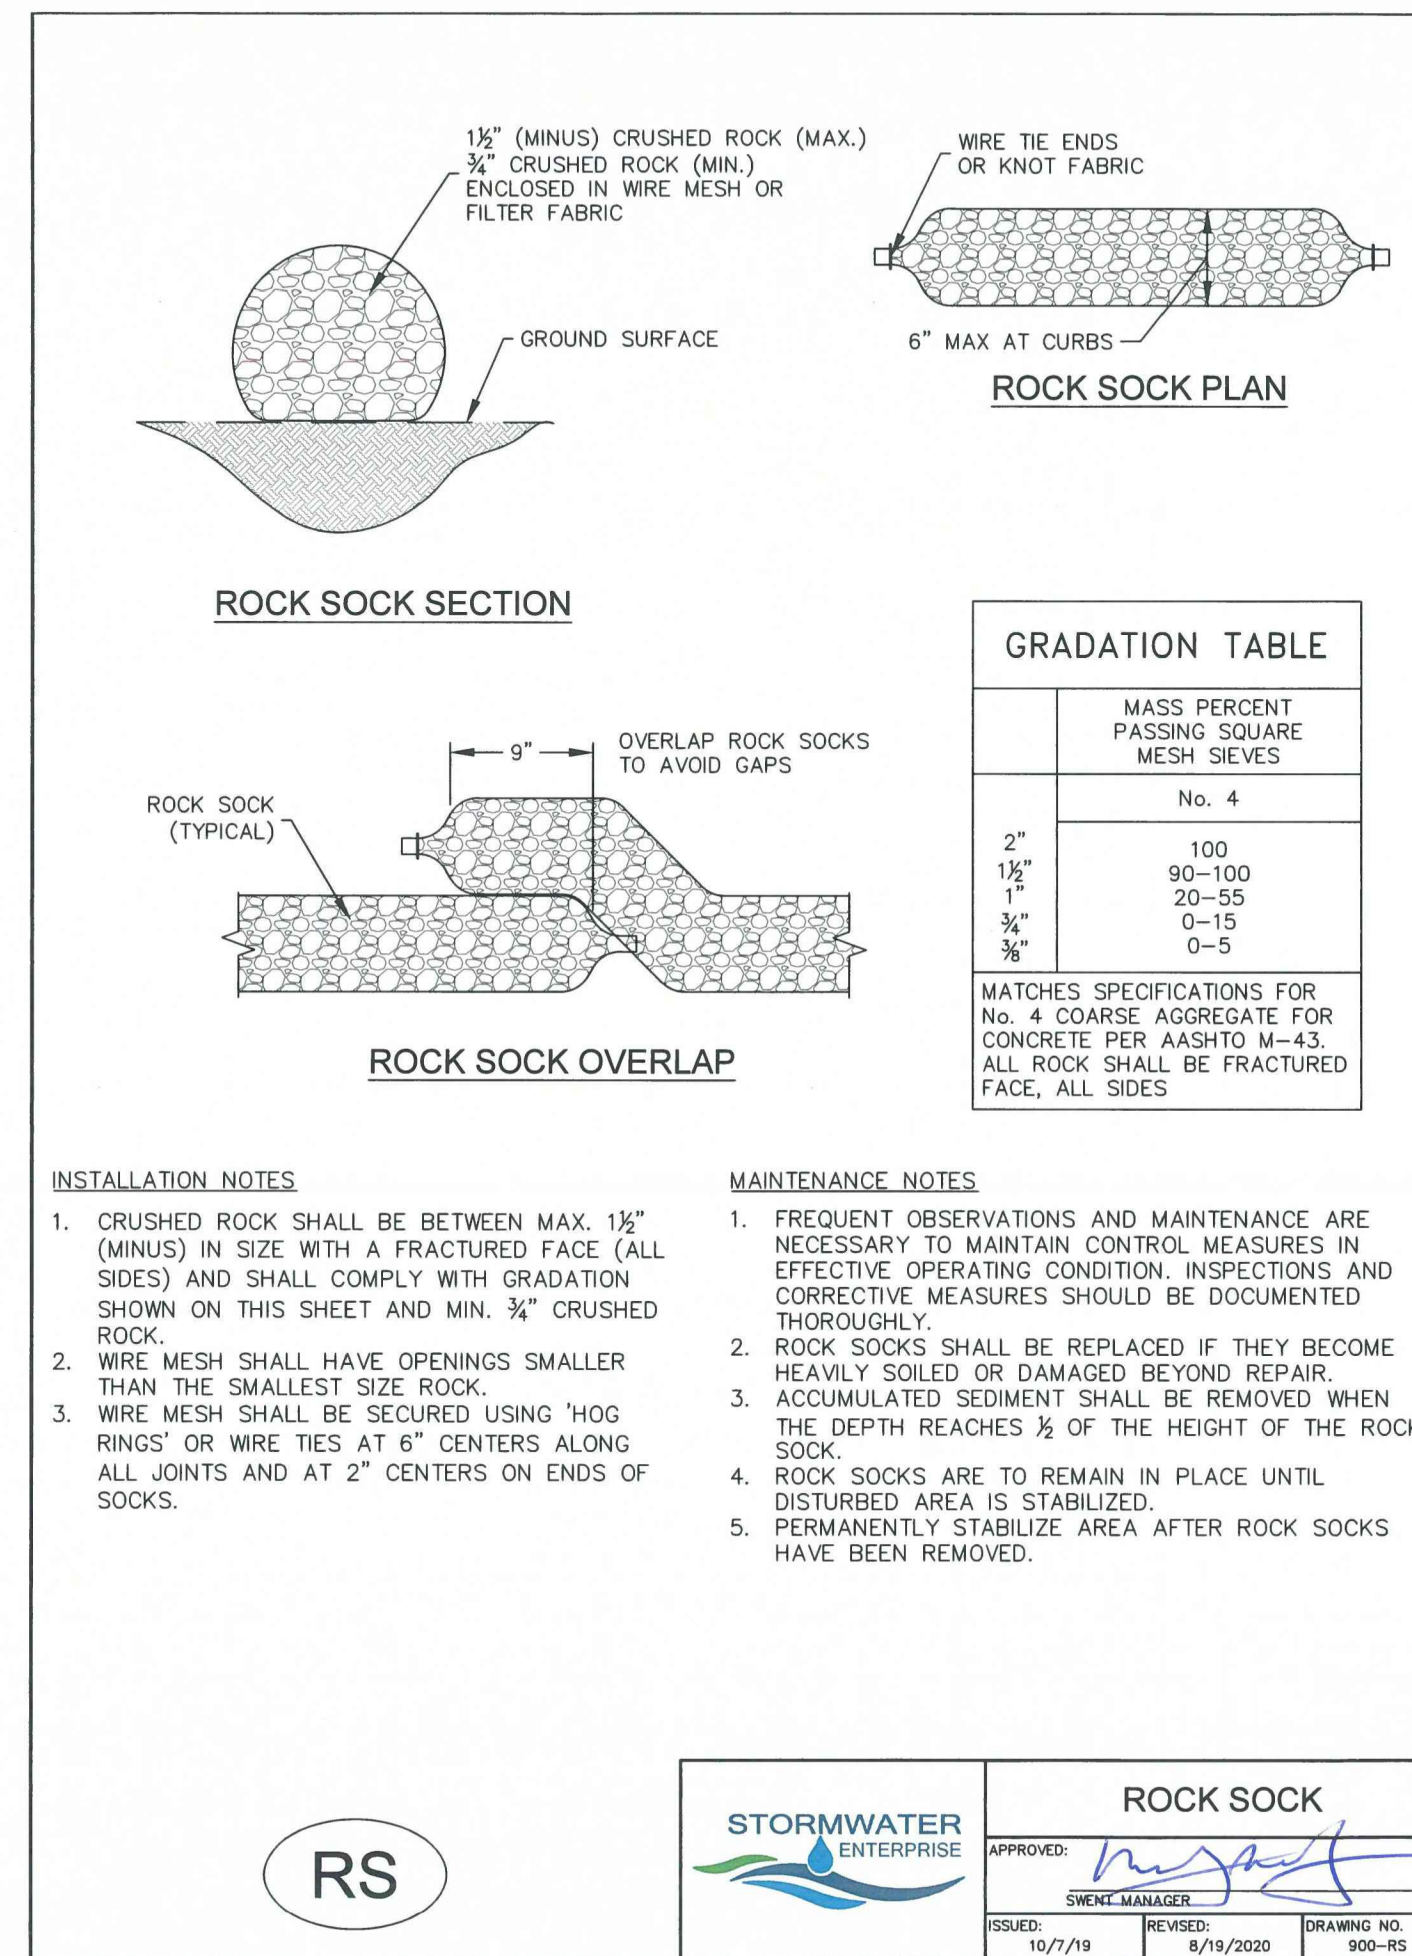 1½" (MINUS) CRUSHED ROCK (MAX.)
¾" CRUSHED ROCK (MIN.)
ENCLOSED IN WIRE MESH OR
FILTER FABRIC
GROUND SURFACE
ROCK SOCK SECTION
WIRE TIE ENDS
OR KNOT FABRIC
6" MAX AT CURBS
ROCK SOCK PLAN
9"
OVERLAP ROCK SOCKS
TO AVOID GAPS
ROCK SOCK
(TYPICAL)
ROCK SOCK OVERLAP
GRADATION TABLE
MASS PERCENT
PASSING SQUARE
MESH SIEVES
No. 4
2" 100
1½" 90-100
1" 20-55
¾" 0-15
⅜" 0-5
MATCHES SPECIFICATIONS FOR
No. 4 COARSE AGGREGATE FOR
CONCRETE PER AASHTO M-43.
ALL ROCK SHALL BE FRACTURED
FACE, ALL SIDES
INSTALLATION NOTES
1. CRUSHED ROCK SHALL BE BETWEEN MAX. 1½"
(MINUS) IN SIZE WITH A FRACTURED FACE (ALL
SIDES) AND SHALL COMPLY WITH GRADATION
SHOWN ON THIS SHEET AND MIN. ¾" CRUSHED
ROCK.
2. WIRE MESH SHALL HAVE OPENINGS SMALLER
THAN THE SMALLEST SIZE ROCK.
3. WIRE MESH SHALL BE SECURED USING 'HOG
RINGS' OR WIRE TIES AT 6" CENTERS ALONG
ALL JOINTS AND AT 2" CENTERS ON ENDS OF
SOCKS.
MAINTENANCE NOTES
1. FREQUENT OBSERVATIONS AND MAINTENANCE ARE
NECESSARY TO MAINTAIN CONTROL MEASURES IN
EFFECTIVE OPERATING CONDITION. INSPECTIONS AND
CORRECTIVE MEASURES SHOULD BE DOCUMENTED
THOROUGHLY.
2. ROCK SOCKS SHALL BE REPLACED IF THEY BECOME
HEAVILY SOILED OR DAMAGED BEYOND REPAIR.
3. ACCUMULATED SEDIMENT SHALL BE REMOVED WHEN
THE DEPTH REACHES ½ OF THE HEIGHT OF THE ROCK
SOCK.
4. ROCK SOCKS ARE TO REMAIN IN PLACE UNTIL
DISTURBED AREA IS STABILIZED.
5. PERMANENTLY STABILIZE AREA AFTER ROCK SOCKS
HAVE BEEN REMOVED.
RS
STORMWATER
ENTERPRISE
ROCK SOCK
APPROVED:
SWENT MANAGER
ISSUED: REVISED: DRAWING NO.
10/7/19 8/19/2020 900-RS